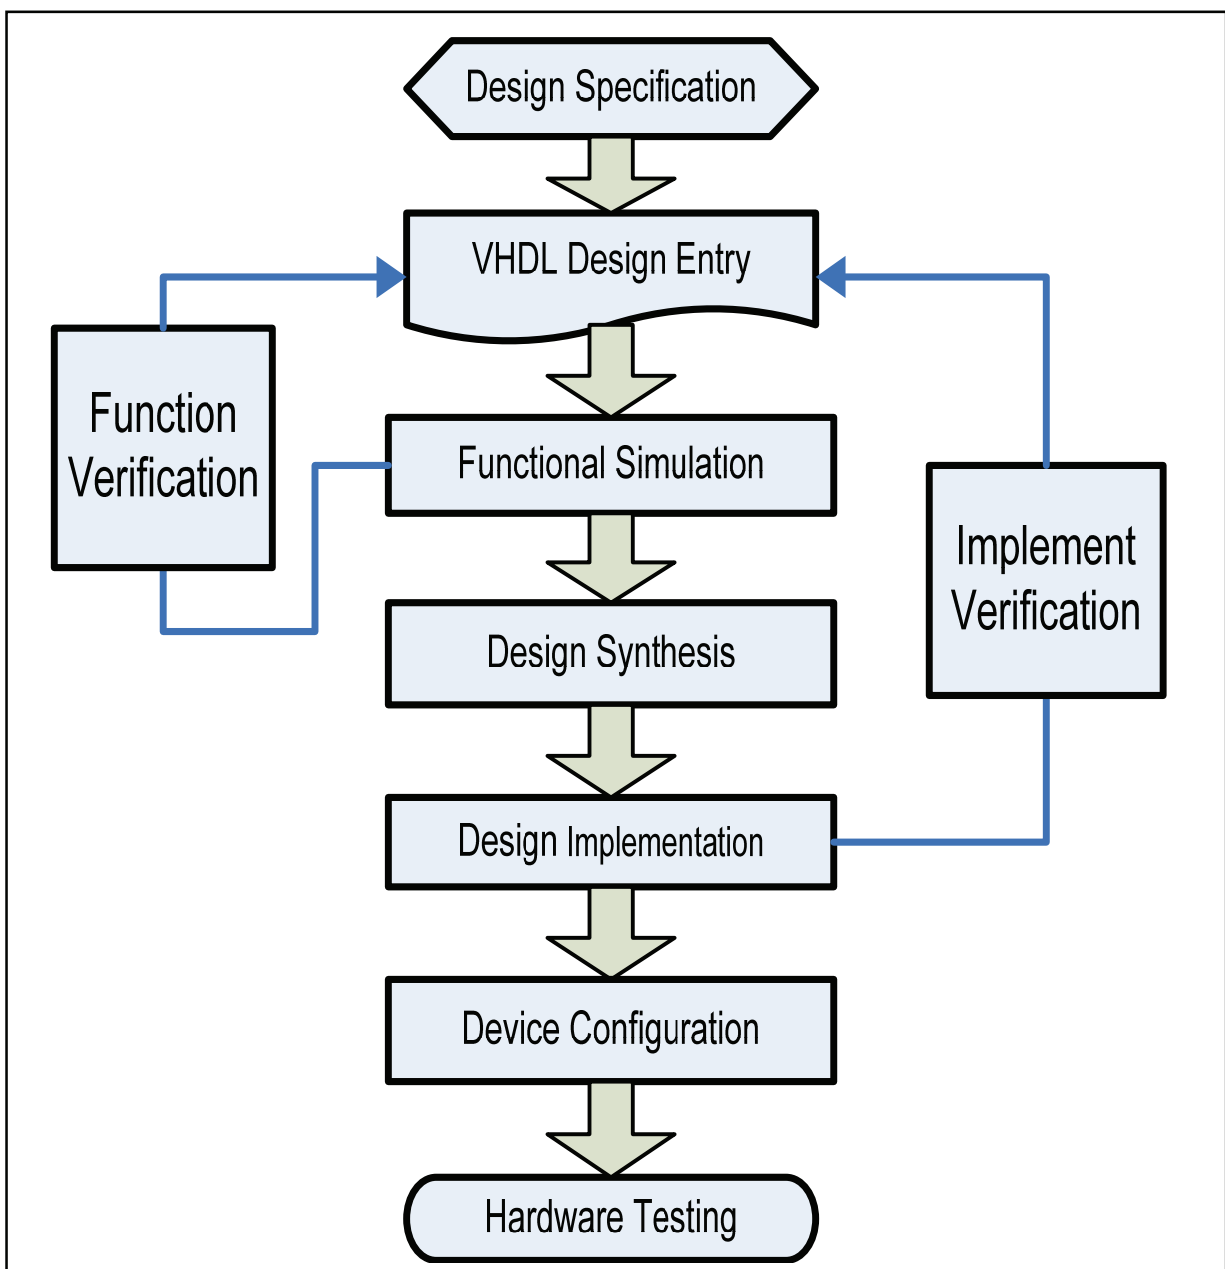 Design Specification
VHDL Design Entry
Function
Verification
Functional Simulation
Implement
Verification
Design Synthesis
Design Implementation
Device Configuration
Hardware Testing